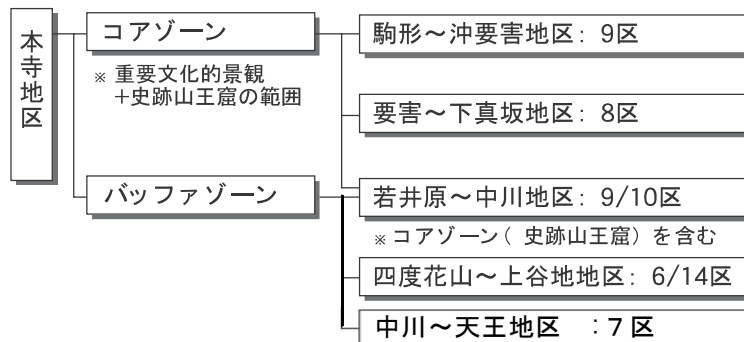 本寺地区
コアゾーン
※ 重要文化的景観
＋史跡山王窟の範囲
バッファゾーン
駒形～沖要害地区：9区
要害～下真坂地区：8区
若井原～中川地区：9/10区
※ コアゾーン（ 史跡山王窟）を含む
四度花山～上谷地地区：6/14区
中川～天王地区　：7 区